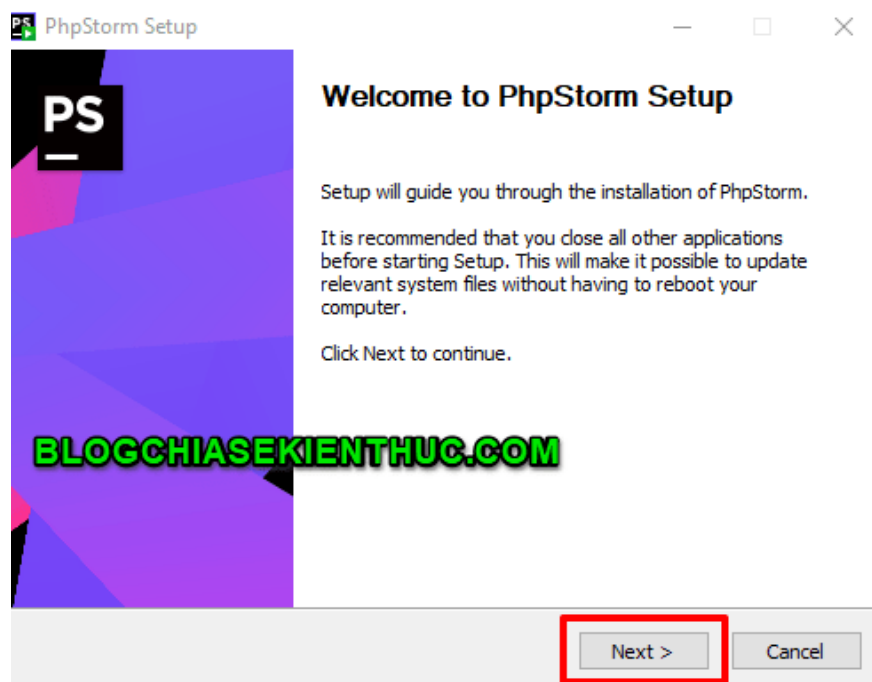 PS PhpStorm Setup
PS
Welcome to PhpStorm Setup
Setup will guide you through the installation of PhpStorm.
It is recommended that you close all other applications
before starting Setup. This will make it possible to update
relevant system files without having to reboot your
computer.
Click Next to continue.
BLOGCHIASEKIENTHUC.COM
Next > Cancel